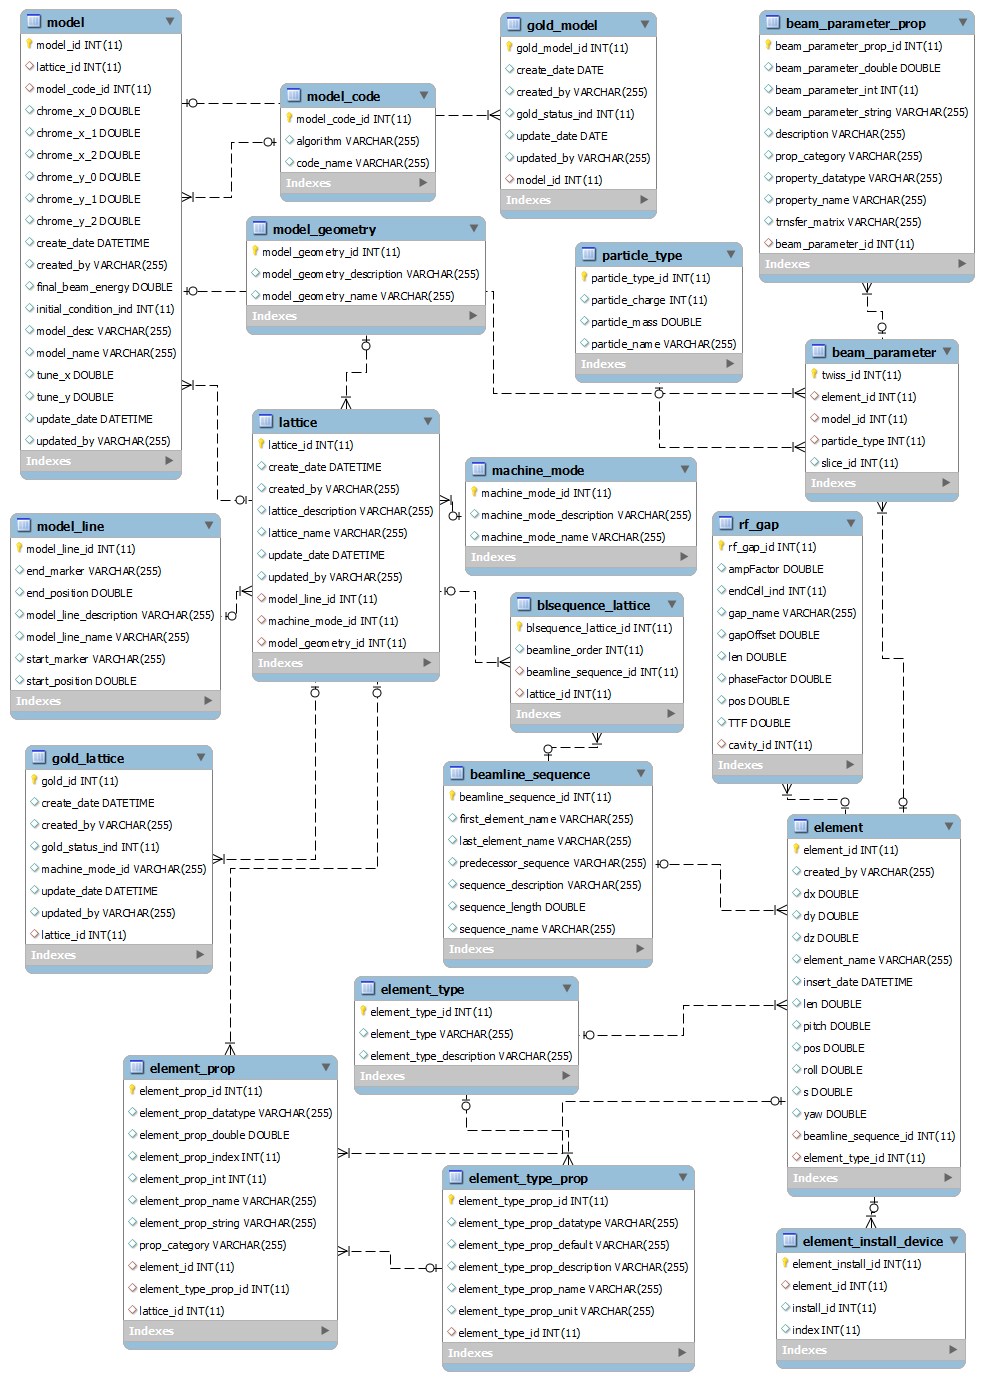 model
model_id INT(11)
lattice_id INT(11)
model_code_id INT(11)
chrome_x_0 DOUBLE
chrome_x_1 DOUBLE
chrome_x_2 DOUBLE
chrome_y_0 DOUBLE
chrome_y_1 DOUBLE
chrome_y_2 DOUBLE
create_date DATETIME
created_by VARCHAR(255)
final_beam_energy DOUBLE
initial_condition_ind INT(11)
model_desc VARCHAR(255)
model_name VARCHAR(255)
tune_x DOUBLE
tune_y DOUBLE
update_date DATETIME
updated_by VARCHAR(255)
Indexes
model_code
model_code_id INT(11)
algorithm VARCHAR(255)
code_name VARCHAR(255)
Indexes
gold_model
gold_model_id INT(11)
create_date DATE
created_by VARCHAR(255)
gold_status_ind INT(11)
update_date DATE
updated_by VARCHAR(255)
model_id INT(11)
Indexes
beam_parameter_prop
beam_parameter_prop_id INT(11)
beam_parameter_double DOUBLE
beam_parameter_int INT(11)
beam_parameter_string VARCHAR(255)
description VARCHAR(255)
prop_category VARCHAR(255)
property_datatype VARCHAR(255)
property_name VARCHAR(255)
trnsfer_matrix VARCHAR(255)
beam_parameter_id INT(11)
Indexes
model_geometry
model_geometry_id INT(11)
model_geometry_description VARCHAR(255)
model_geometry_name VARCHAR(255)
Indexes
particle_type
particle_type_id INT(11)
particle_charge INT(11)
particle_mass DOUBLE
particle_name VARCHAR(255)
Indexes
beam_parameter
twiss_id INT(11)
element_id INT(11)
model_id INT(11)
particle_type INT(11)
slice_id INT(11)
Indexes
lattice
lattice_id INT(11)
create_date DATETIME
created_by VARCHAR(255)
lattice_description VARCHAR(255)
lattice_name VARCHAR(255)
update_date DATETIME
updated_by VARCHAR(255)
model_line_id INT(11)
machine_mode_id INT(11)
model_geometry_id INT(11)
Indexes
machine_mode
machine_mode_id INT(11)
machine_mode_description VARCHAR(255)
machine_mode_name VARCHAR(255)
Indexes
model_line
model_line_id INT(11)
end_marker VARCHAR(255)
end_position DOUBLE
model_line_description VARCHAR(255)
model_line_name VARCHAR(255)
start_marker VARCHAR(255)
start_position DOUBLE
Indexes
rf_gap
rf_gap_id INT(11)
ampFactor DOUBLE
endCell_ind INT(11)
gap_name VARCHAR(255)
gapOffset DOUBLE
len DOUBLE
phaseFactor DOUBLE
pos DOUBLE
TTF DOUBLE
cavity_id INT(11)
Indexes
blsequence_lattice
blsequence_lattice_id INT(11)
beamline_order INT(11)
beamline_sequence_id INT(11)
lattice_id INT(11)
Indexes
gold_lattice
gold_id INT(11)
create_date DATETIME
created_by VARCHAR(255)
gold_status_ind INT(11)
machine_mode_id VARCHAR(255)
update_date DATETIME
updated_by VARCHAR(255)
lattice_id INT(11)
Indexes
beamline_sequence
beamline_sequence_id INT(11)
first_element_name VARCHAR(255)
last_element_name VARCHAR(255)
predecessor_sequence VARCHAR(255)
sequence_description VARCHAR(255)
sequence_length DOUBLE
sequence_name VARCHAR(255)
Indexes
element
element_id INT(11)
created_by VARCHAR(255)
dx DOUBLE
dy DOUBLE
dz DOUBLE
element_name VARCHAR(255)
insert_date DATETIME
len DOUBLE
pitch DOUBLE
pos DOUBLE
roll DOUBLE
s DOUBLE
yaw DOUBLE
beamline_sequence_id INT(11)
element_type_id INT(11)
Indexes
element_type
element_type_id INT(11)
element_type VARCHAR(255)
element_type_description VARCHAR(255)
Indexes
element_prop
element_prop_id INT(11)
element_prop_datatype VARCHAR(255)
element_prop_double DOUBLE
element_prop_index INT(11)
element_prop_int INT(11)
element_prop_name VARCHAR(255)
element_prop_string VARCHAR(255)
prop_category VARCHAR(255)
element_id INT(11)
element_type_prop_id INT(11)
lattice_id INT(11)
Indexes
element_type_prop
element_type_prop_id INT(11)
element_type_prop_datatype VARCHAR(255)
element_type_prop_default VARCHAR(255)
element_type_prop_description VARCHAR(255)
element_type_prop_name VARCHAR(255)
element_type_prop_unit VARCHAR(255)
element_type_id INT(11)
Indexes
element_install_device
element_install_id INT(11)
element_id INT(11)
install_id INT(11)
index INT(11)
Indexes